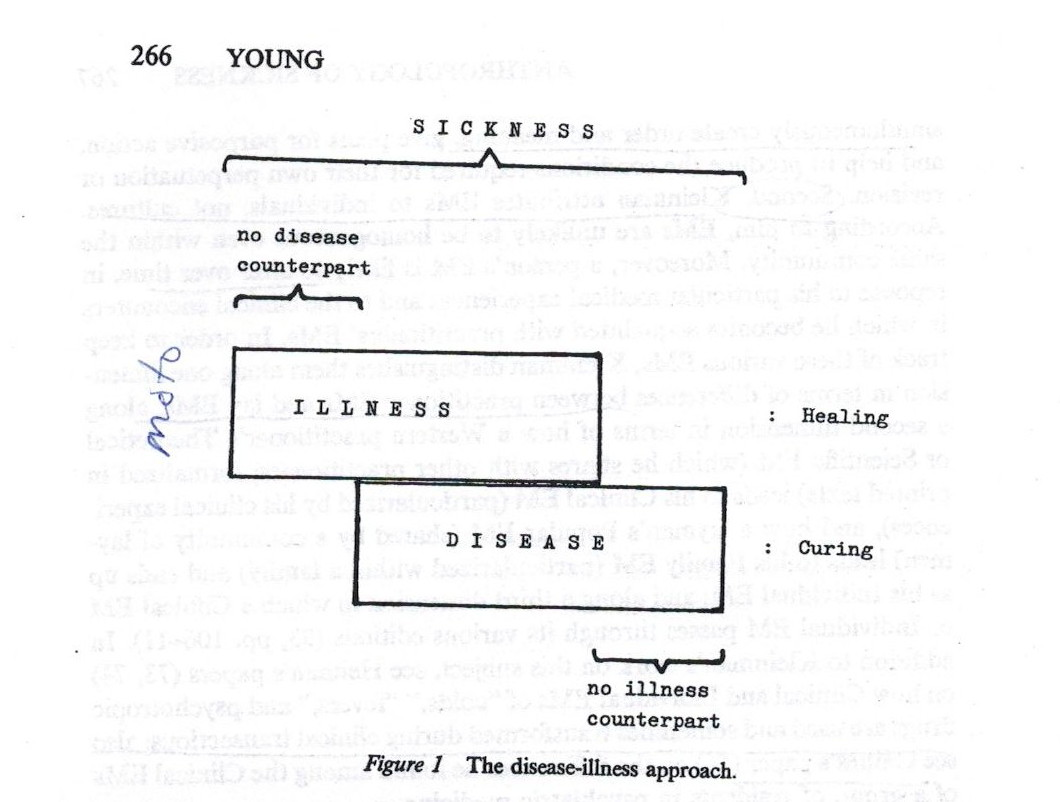 266 YOUNG
S I C K N E S S
no disease
counterpart
I L L N E S S
: Healing
D I S E A S E
: Curing
no illness
counterpart
Figure 1 The disease-illness approach.